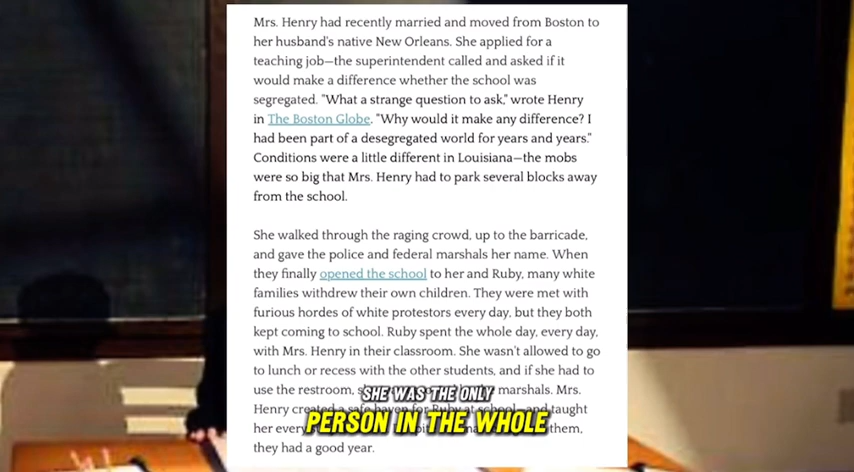 Mrs. Henry had recently married and moved from Boston to
her husband's native New Orleans. She applied for a
teaching job—the superintendent called and asked if it
would make a difference whether the school was
segregated. "What a strange question to ask," wrote Henry
in The Boston Globe. "Why would it make any difference? I
had been part of a desegregated world for years and years."
Conditions were a little different in Louisiana—the mobs
were so big that Mrs. Henry had to park several blocks away
from the school.
She walked through the raging crowd, up to the barricade,
and gave the police and federal marshals her name. When
they finally opened the school to her and Ruby, many white
families withdrew their own children. They were met with
furious hordes of white protestors every day, but they both
kept coming to school. Ruby spent the whole day, every day,
with Mrs. Henry in their classroom. She wasn't allowed to go
to lunch or recess with the other students, and if she had to
use the restroom, marshals. Mrs.
Henry created a safe haven for Ruby at school—and taught
her them,
they had a good year.
SHE WAS THE ONLY
PERSON IN THE WHOLE